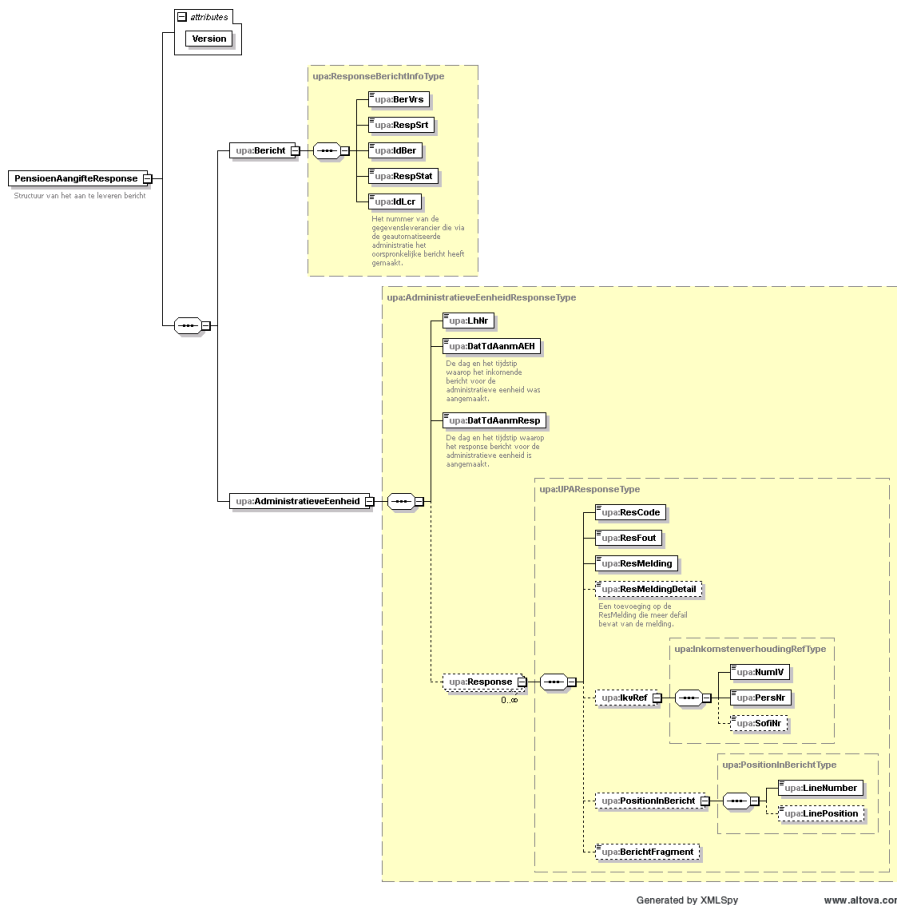 attributes
Version
upa:ResponseBerichtInfoType
upa:BerVrs
upa:RespSrt
upa:Bericht
upa:IdBer
upa:RespStat
upa:IdLcr
Het nummer van de
gegevensleverancier die via
de geautomatiseerde
administratie het
oorspronkelijke bericht heeft
gemaakt.
PensioenAangifteResponse
Structuur van het aan te leveren bericht
upa:AdministratieveEenheidResponseType
upa:LhNr
upa:DatTdAanmAEH
De dag en het tijdstip
waarop het inkomende
bericht voor de
administratieve eenheid was
aangemaakt.
upa:DatTdAanmResp
De dag en het tijdstip waarop
het response bericht voor de
administratieve eenheid is
aangemaakt.
upa:AdministratieveEenheid
upa:UPAResponseType
upa:ResCode
upa:ResFout
upa:ResMelding
upa:ResMeldingDetail
Een toevoeging op de
ResMelding die meer defail
bevat van de melding.
upa:Response
0..∞
upa:InkomstenverhoudingRefType
upa:NumIV
upa:IkvRef
upa:PersNr
upa:SofiNr
upa:PositionInBerichtType
upa:LineNumber
upa:PositionInBericht
upa:LinePosition
upa:BerichtFragment
Generated by XMLSpy
www.altova.com